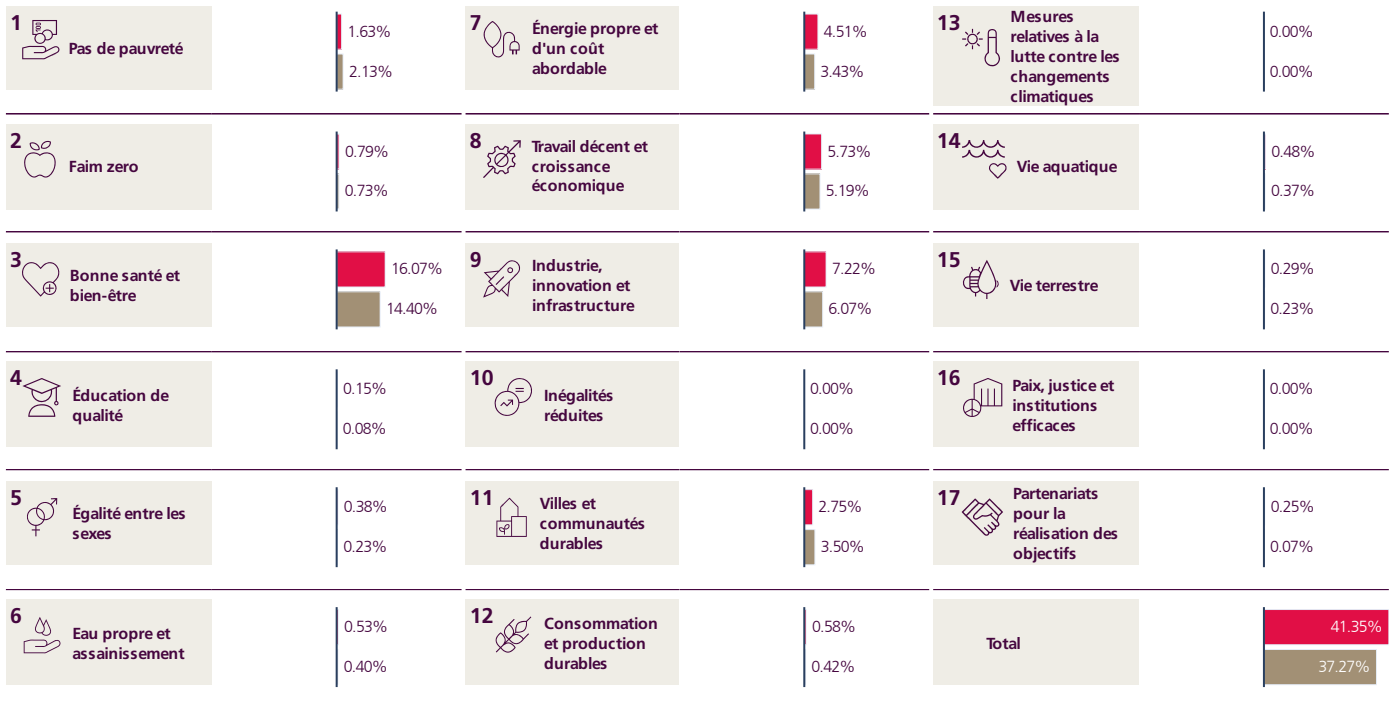 1
Pas de pauvreté
1.63%
2.13%
2
Faim zero
0.79%
0.73%
3
Bonne santé et
bien-être
16.07%
14.40%
4
Éducation de
qualité
0.15%
0.08%
5
Égalité entre les
sexes
0.38%
0.23%
6
Eau propre et
assainissement
0.53%
0.40%
7
Énergie propre et
d'un coût
abordable
4.51%
3.43%
8
Travail décent et
croissance
économique
5.73%
5.19%
9
Industrie,
innovation et
infrastructure
7.22%
6.07%
10
Inégalités
réduites
0.00%
0.00%
11
Villes et
communautés
durables
2.75%
3.50%
12
Consommation
et production
durables
0.58%
0.42%
13
Mesures
relatives à la
lutte contre les
changements
climatiques
0.00%
0.00%
14
Vie aquatique
0.48%
0.37%
15
Vie terrestre
0.29%
0.23%
16
Paix, justice et
institutions
efficaces
0.00%
0.00%
17
Partenariats
pour la
réalisation des
objectifs
0.25%
0.07%
Total
41.35%
37.27%